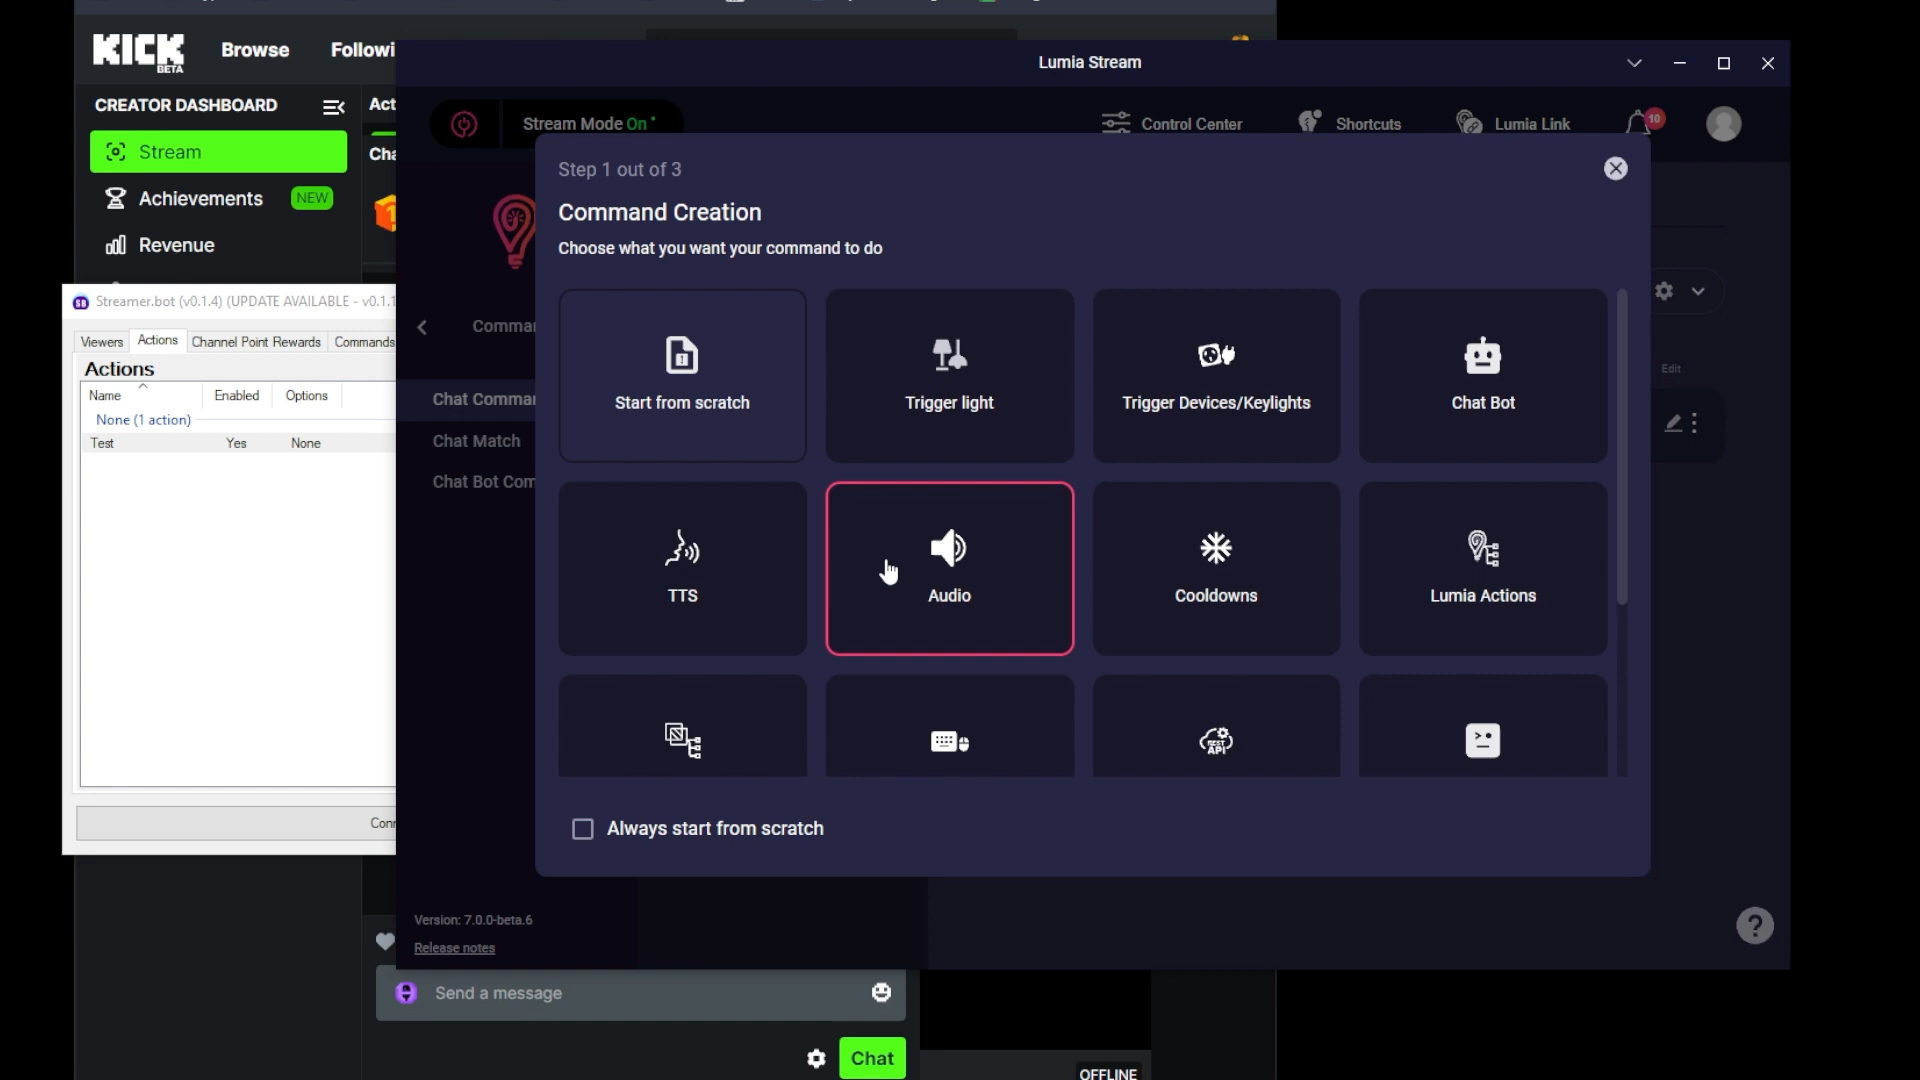 KICK
BETA
Browse
Followi
CREATOR DASHBOARD
Stream
Achievements
NEW
Revenue
Act
Cha
Streamer.bot (v0.1.4) (UPDATE AVAILABLE - v0.1.1
Viewers
Actions
Channel Point Rewards
Commands
Actions
Name
Enabled
Options
None (1 action)
Test
Yes
None
Conn
Lumia Stream
Stream Mode On
Control Center
Shortcuts
Lumia Link
10
Comman
Chat Comman
Chat Match
Chat Bot Com
Edit
Step 1 out of 3
Command Creation
Choose what you want your command to do
Start from scratch
Trigger light
Trigger Devices/Keylights
Chat Bot
TTS
Audio
Cooldowns
Lumia Actions
REST
API
Always start from scratch
Version: 7.0.0-beta.6
Release notes
Send a message
Chat
OFFLINE